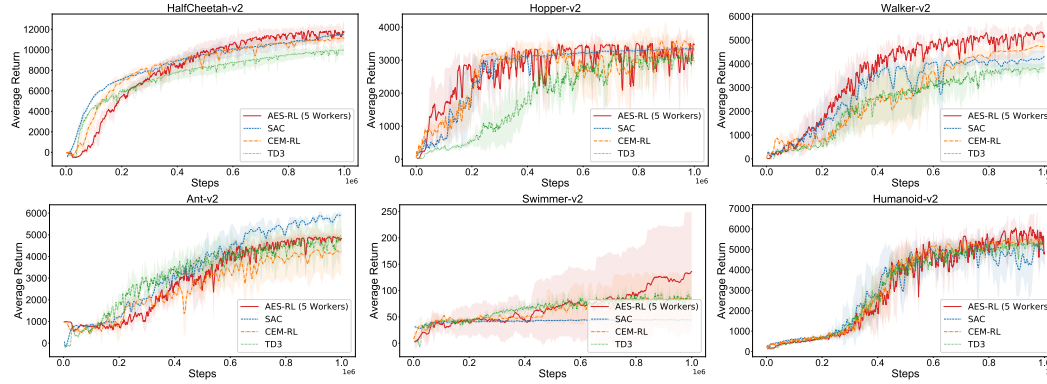 HalfCheetah-v2
Average Return
12000
10000
8000
6000
4000
2000
0
AES-RL (5 Workers)
SAC
CEM-RL
TD3
0.0 0.2 0.4 0.6 0.8 1.0
Steps
1e6
Hopper-v2
Average Return
4000
3000
2000
1000
0
AES-RL (5 Workers)
SAC
CEM-RL
TD3
0.0 0.2 0.4 0.6 0.8 1.0
Steps
1e6
Walker-v2
Average Return
6000
5000
4000
3000
2000
1000
0
AES-RL (5 Workers)
SAC
CEM-RL
TD3
0.0 0.2 0.4 0.6 0.8
Steps
Ant-v2
Average Return
6000
5000
4000
3000
2000
1000
0
AES-RL (5 Workers)
SAC
CEM-RL
TD3
0.0 0.2 0.4 0.6 0.8 1.0
Steps
1e6
Swimmer-v2
Average Return
250
200
150
100
50
0
AES-RL (5 Workers)
SAC
CEM-RL
TD3
0.0 0.2 0.4 0.6 0.8 1.0
Steps
1e6
Humanoid-v2
Average Return
7000
6000
5000
4000
3000
2000
1000
0
AES-RL (5 Workers)
SAC
CEM-RL
TD3
0.0 0.2 0.4 0.6 0.8
Steps